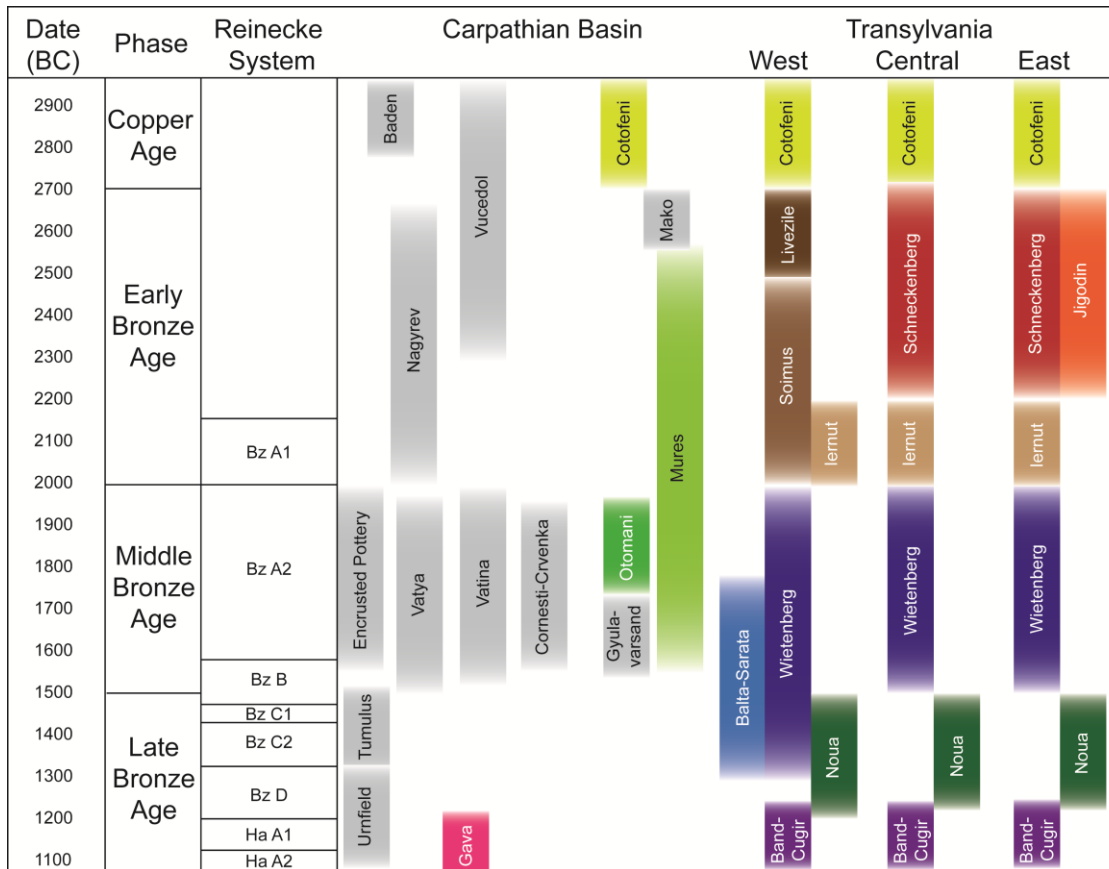 Date (BC)
Phase
Reinecke System
Carpathian Basin
Transylvania
West
Central
East
2900
2800
2700
2600
2500
2400
2300
2200
2100
2000
1900
1800
1700
1600
1500
1400
1300
1200
1100
Copper Age
Early Bronze Age
Middle Bronze Age
Late Bronze Age
Bz A1
Bz A2
Bz B
Bz C1
Bz C2
Bz D
Ha A1
Ha A2
Baden
Vucedol
Cotofeni
Mako
Nagyrev
Mures
Encrusted Pottery
Vatya
Vatina
Cornesti-Crvenka
Otomani
Gyula-
varsand
Tumulus
Urnfield
Gava
Cotofeni
Livezile
Soimus
Iernut
Balta-Sarata
Wietenberg
Noua
Band-
Cugir
Cotofeni
Schneckenberg
Iernut
Wietenberg
Noua
Band-
Cugir
Cotofeni
Schneckenberg
Jigodin
Iernut
Wietenberg
Noua
Band-
Cugir